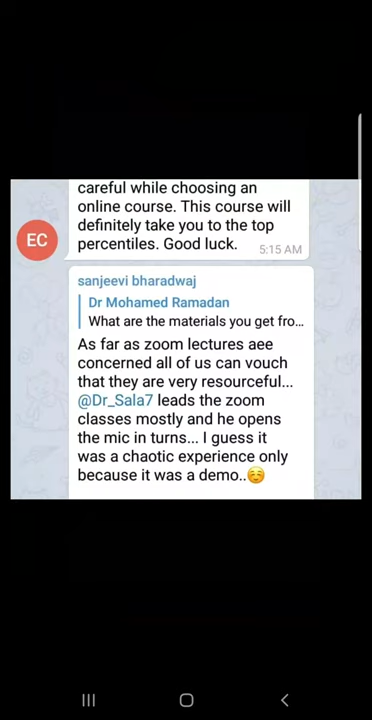 careful while choosing an
online course. This course will
definitely take you to the top
percentiles. Good luck.
5:15 AM
EC
sanjeevi bharadwaj
Dr Mohamed Ramadan
What are the materials you get fro...
As far as zoom lectures aee
concerned all of us can vouch
that they are very resourceful...
@Dr_Sala7 leads the zoom
classes mostly and he opens
the mic in turns... I guess it
was a chaotic experience only
because it was a demo..☺️